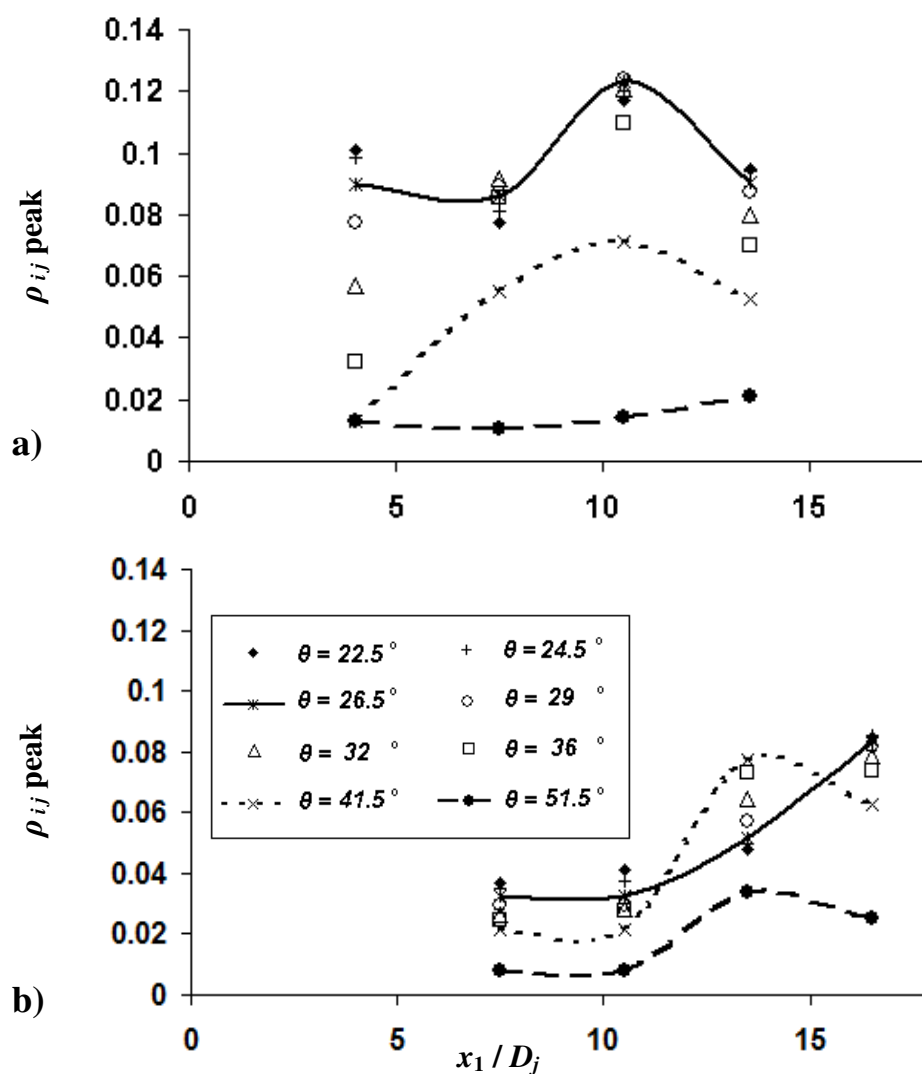 0.14
0.12
0.1
0.08
0.06
0.04
0.02
0
ρ ij peak
a)
0 5 10 15
0.14
0.12
0.1
0.08
0.06
0.04
0.02
0
ρ ij peak
θ = 22.5 ° θ = 24.5 °
θ = 26.5 ° θ = 29 °
θ = 32 ° θ = 36 °
θ = 41.5 ° θ = 51.5 °
b)
0 5 10 15
x1 / Dj